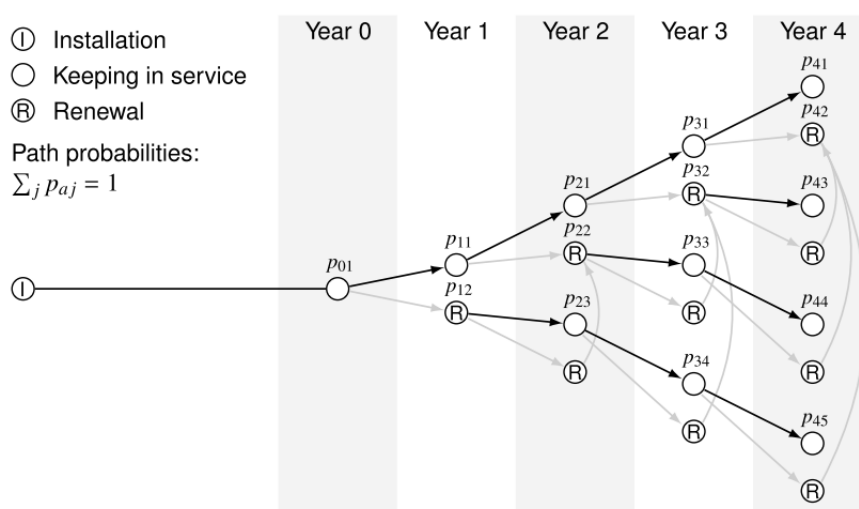 Year 0 Year 1 Year 2 Year 3 Year 4
I Installation
Keeping in service
R Renewal
Path probabilities:
∑j paj = 1
I
p01
p11
p12
R
p21
p22
R
p23
R
p31
p32
R
p33
R
p34
R
p41
p42
R
p43
R
p44
R
p45
R